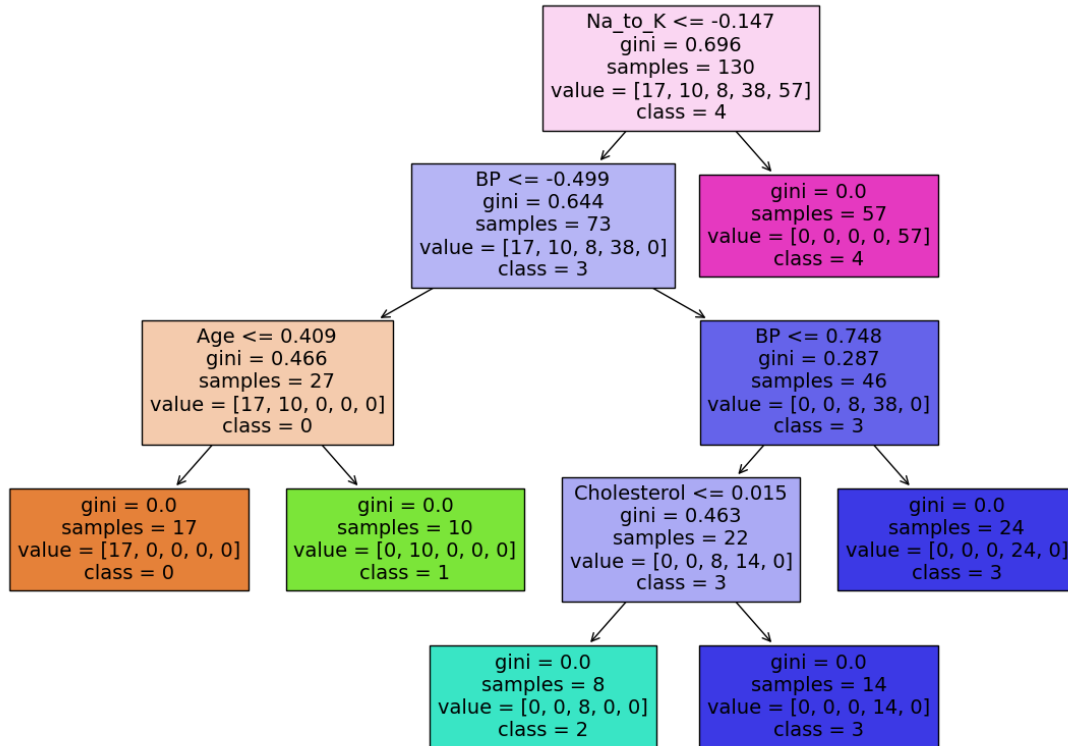 Na_to_K <= -0.147
gini = 0.696
samples = 130
value = [17, 10, 8, 38, 57]
class = 4
BP <= -0.499
gini = 0.644
samples = 73
value = [17, 10, 8, 38, 0]
class = 3
gini = 0.0
samples = 57
value = [0, 0, 0, 0, 57]
class = 4
Age <= 0.409
gini = 0.466
samples = 27
value = [17, 10, 0, 0, 0]
class = 0
BP <= 0.748
gini = 0.287
samples = 46
value = [0, 0, 8, 38, 0]
class = 3
gini = 0.0
samples = 17
value = [17, 0, 0, 0, 0]
class = 0
gini = 0.0
samples = 10
value = [0, 10, 0, 0, 0]
class = 1
Cholesterol <= 0.015
gini = 0.463
samples = 22
value = [0, 0, 8, 14, 0]
class = 3
gini = 0.0
samples = 24
value = [0, 0, 0, 24, 0]
class = 3
gini = 0.0
samples = 8
value = [0, 0, 8, 0, 0]
class = 2
gini = 0.0
samples = 14
value = [0, 0, 0, 14, 0]
class = 3